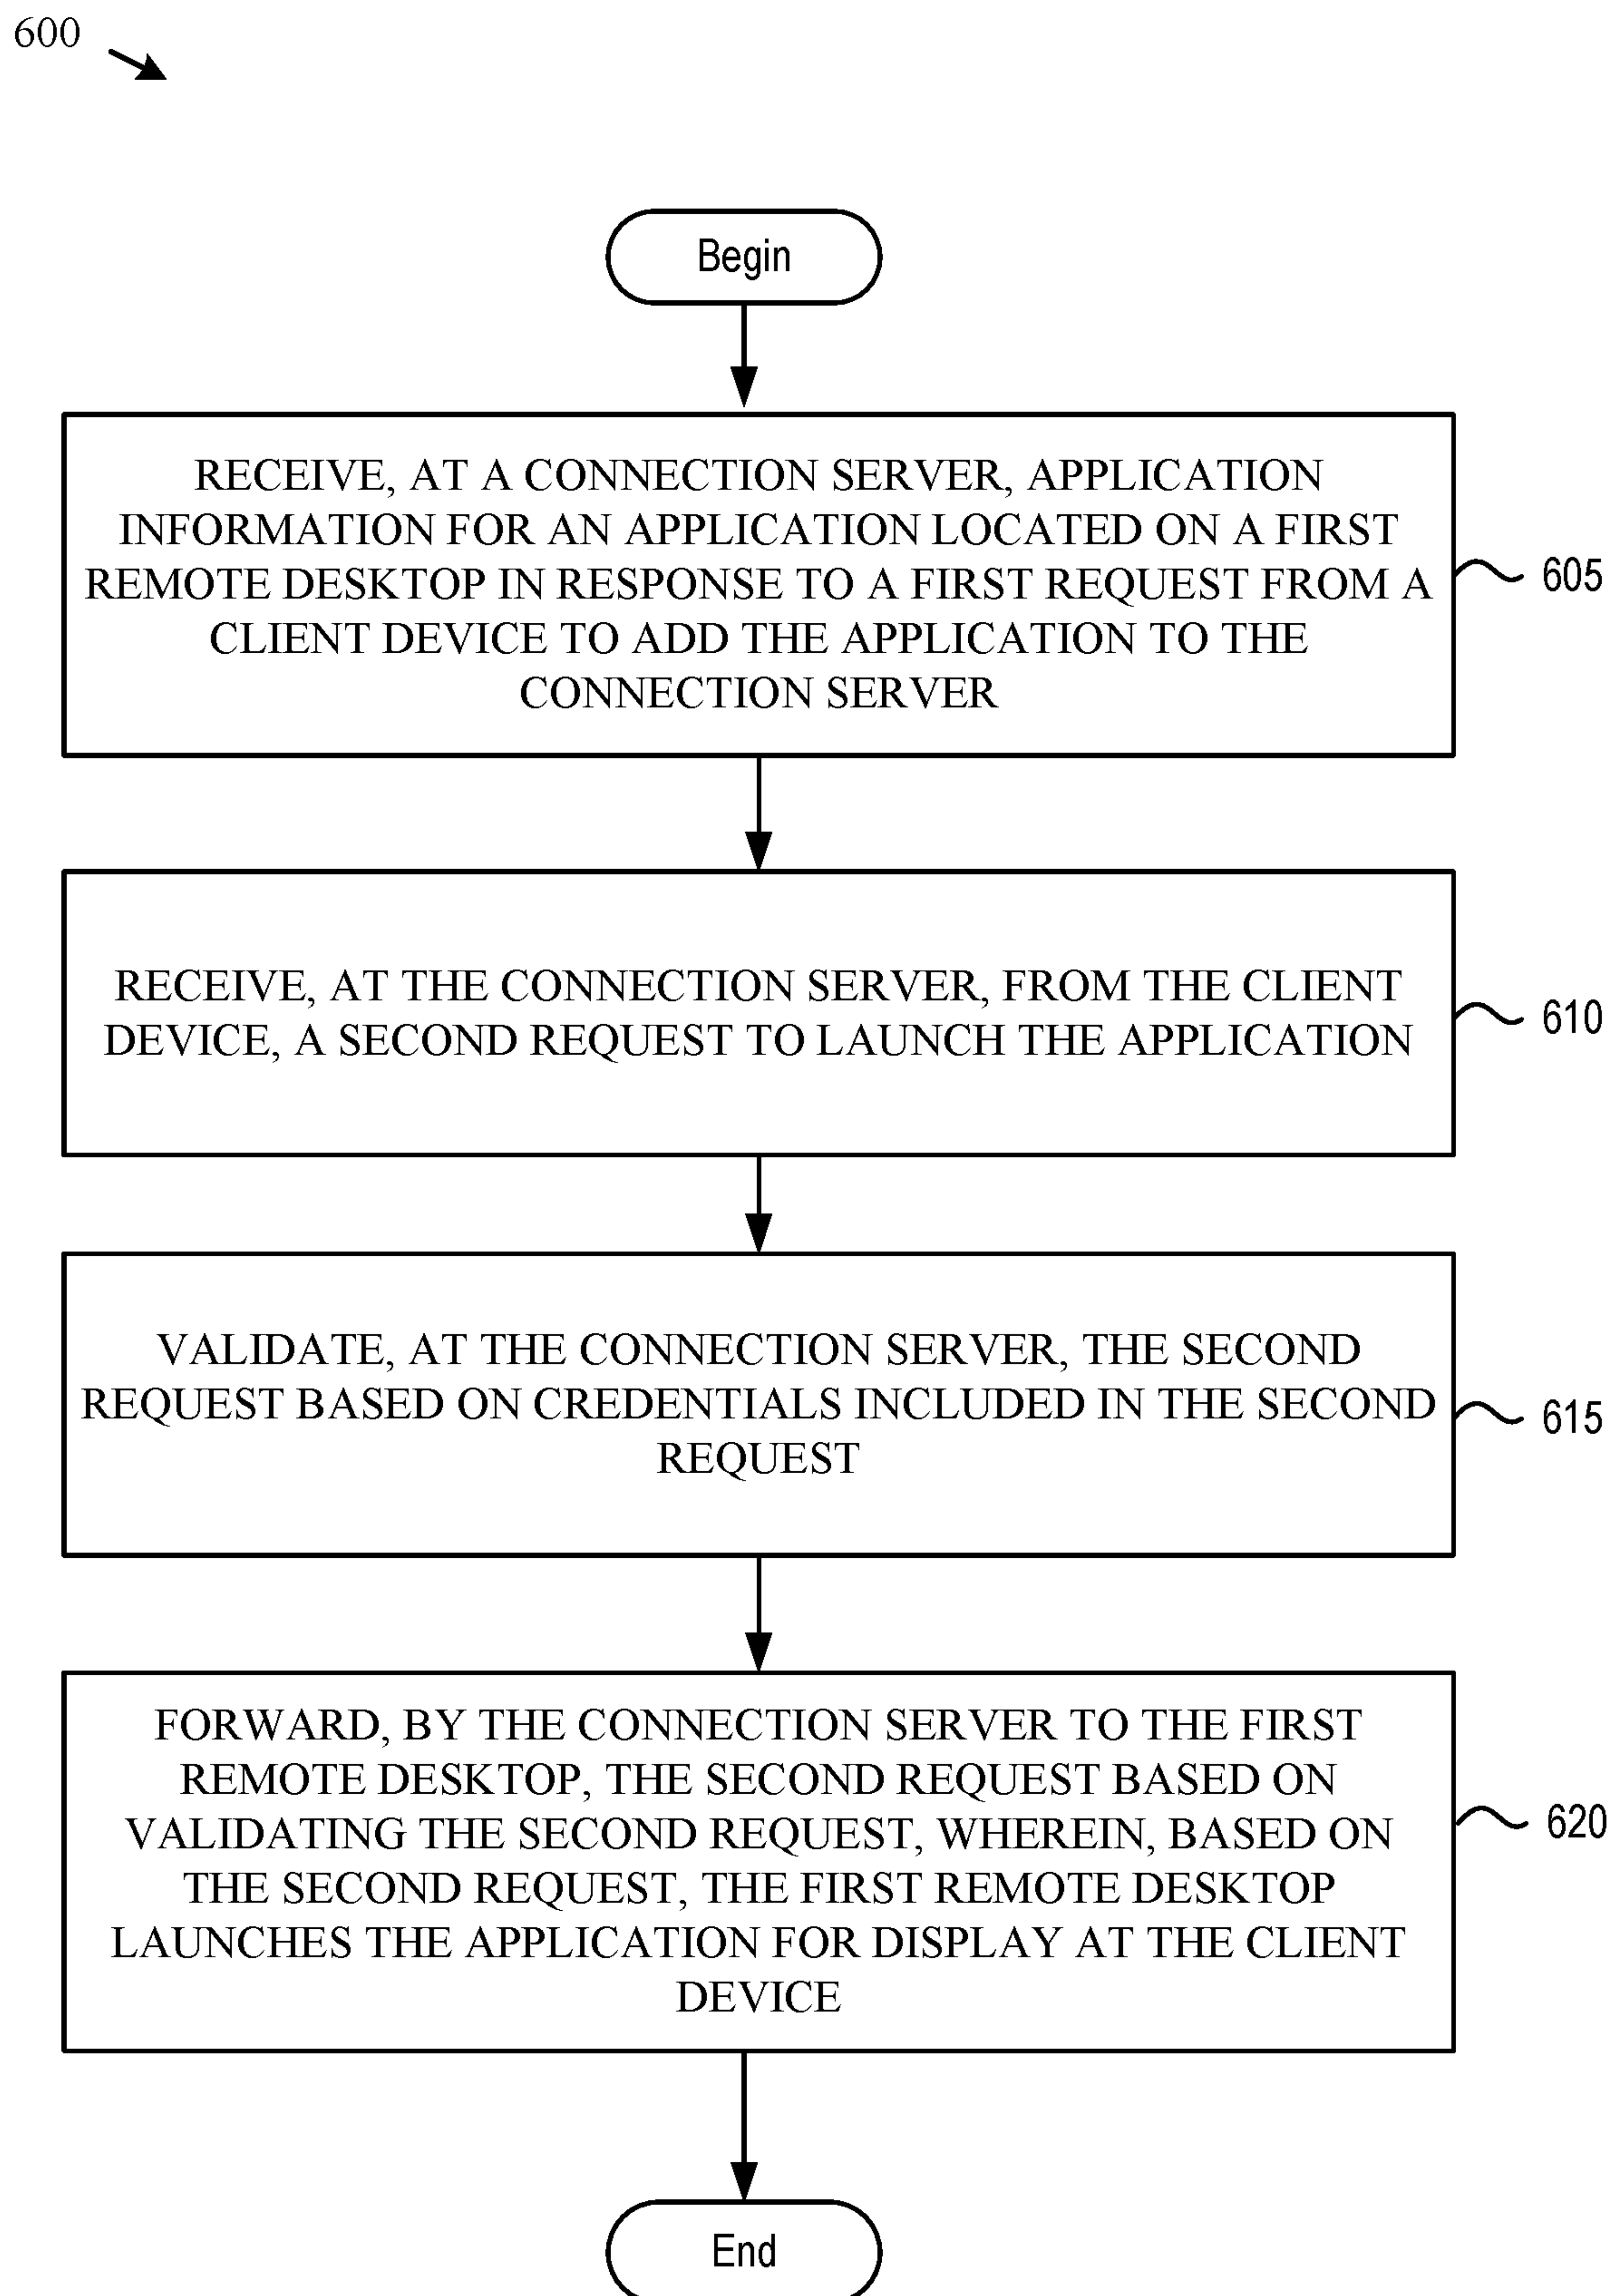 600
Begin
RECEIVE, AT A CONNECTION SERVER, APPLICATION
INFORMATION FOR AN APPLICATION LOCATED ON A FIRST
REMOTE DESKTOP IN RESPONSE TO A FIRST REQUEST FROM A
CLIENT DEVICE TO ADD THE APPLICATION TO THE
CONNECTION SERVER
605
RECEIVE, AT THE CONNECTION SERVER, FROM THE CLIENT
DEVICE, A SECOND REQUEST TO LAUNCH THE APPLICATION
610
VALIDATE, AT THE CONNECTION SERVER, THE SECOND
REQUEST BASED ON CREDENTIALS INCLUDED IN THE SECOND
REQUEST
615
FORWARD, BY THE CONNECTION SERVER TO THE FIRST
REMOTE DESKTOP, THE SECOND REQUEST BASED ON
VALIDATING THE SECOND REQUEST, WHEREIN, BASED ON
THE SECOND REQUEST, THE FIRST REMOTE DESKTOP
LAUNCHES THE APPLICATION FOR DISPLAY AT THE CLIENT
DEVICE
620
End